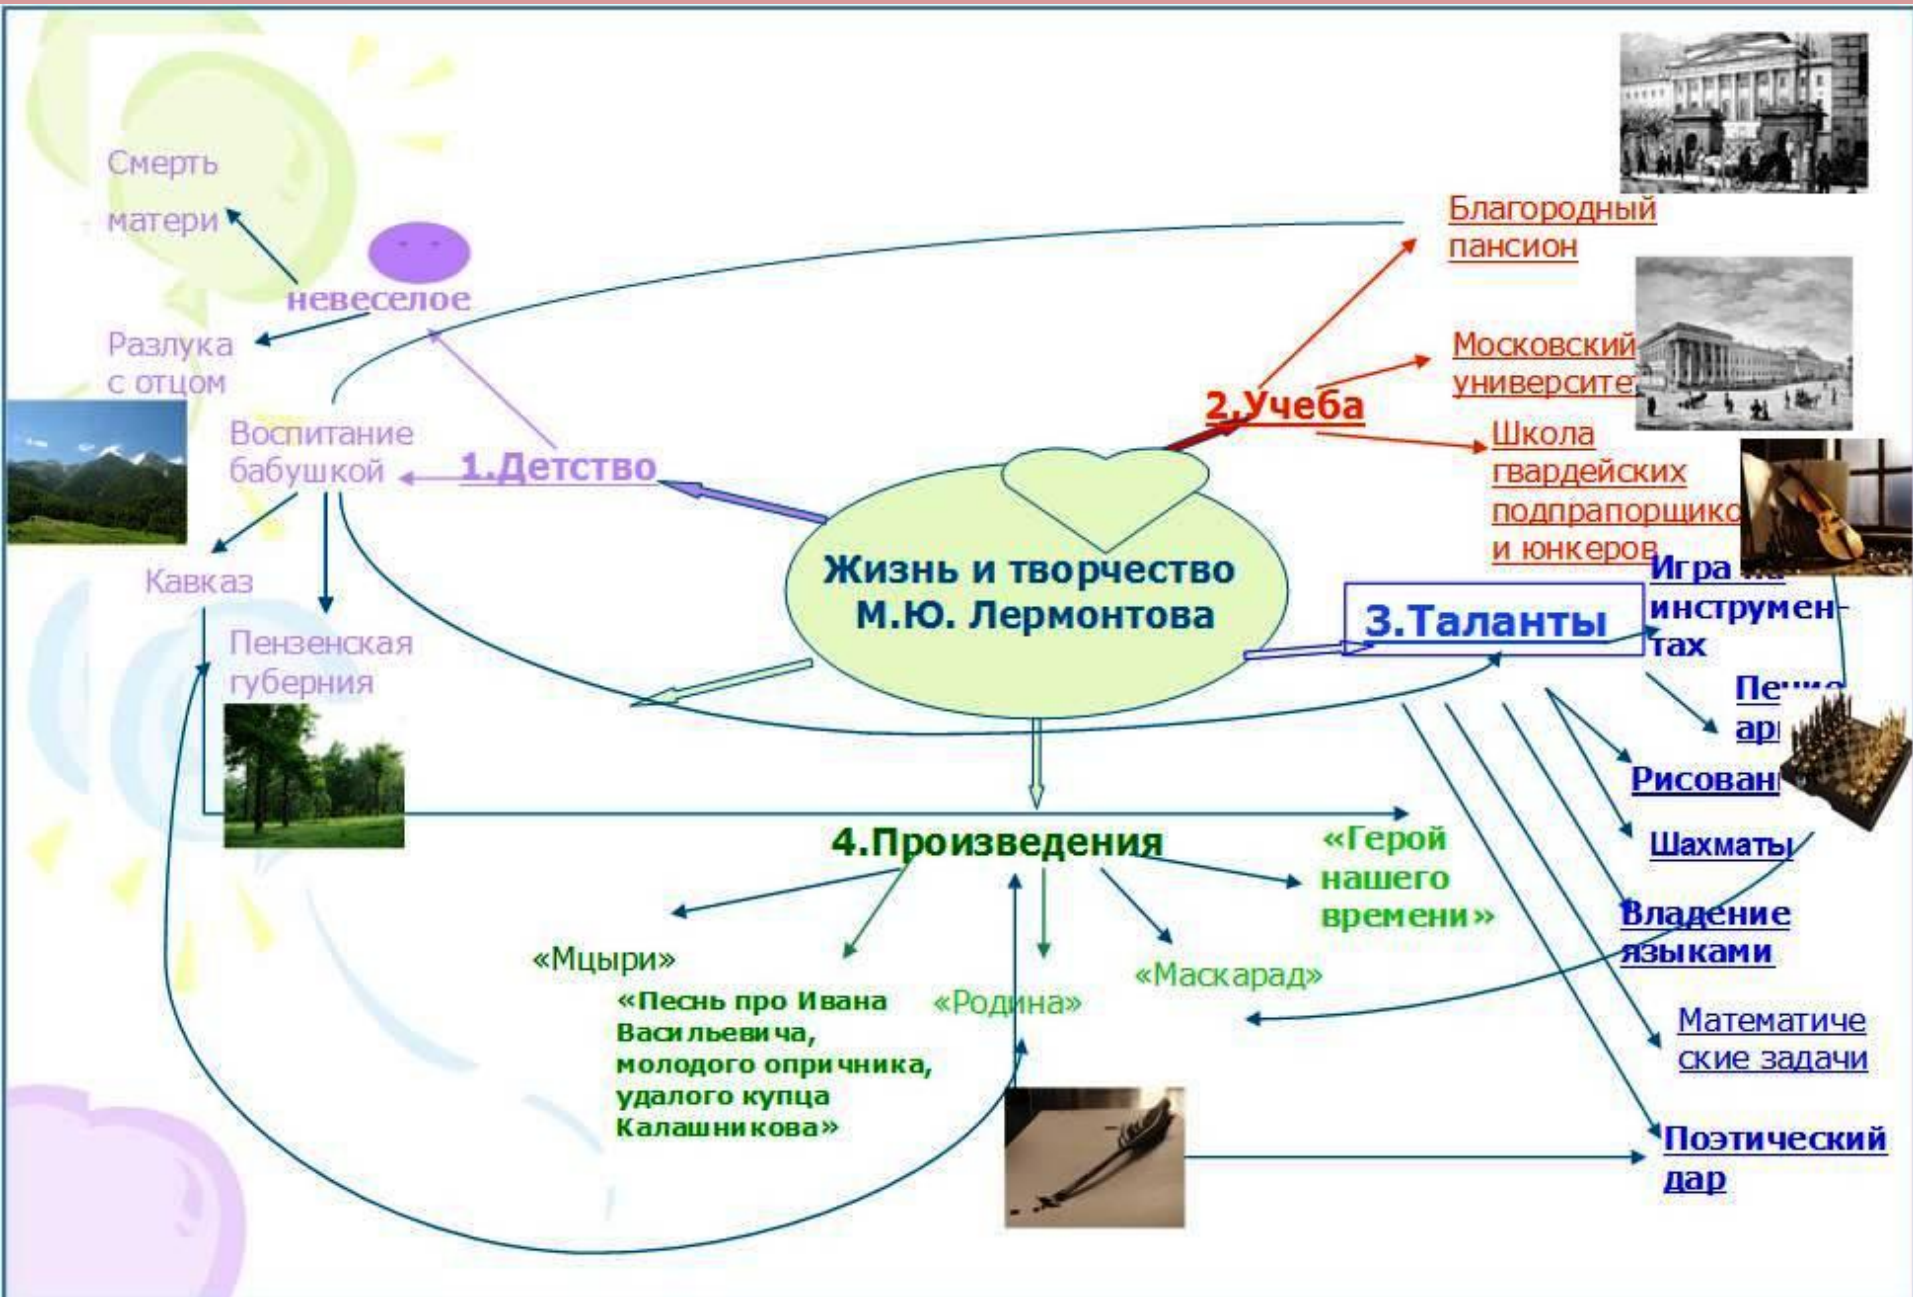 Жизнь и творчество
М.Ю. Лермонтова
1.Детство
невеселое
Смерть
матери
Разлука
с отцом
Воспитание
бабушкой
Кавказ
Пензенская
губерния
2.Учеба
Благородный
пансион
Московский
Школа
гвардейских
и юнкеров
3.Таланты
Игра на
инструмен-
тах
Шахматы
Владение
языками
Математиче
ские задачи
Поэтический
дар
4.Произведения
«Мцыри»
«Песнь про Ивана
Васильевича,
молодого опричника,
удалого купца
Калашникова»
«Родина»
«Маскарад»
«Герой
нашего
времени»